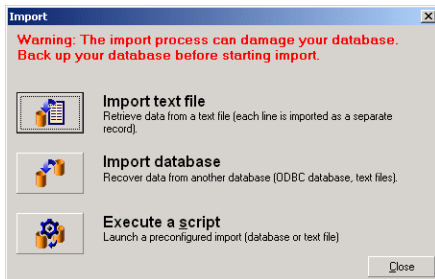 Import
Warning: The import process can damage your database.
Back up your database before starting import.
Import text file
Retrieve data from a text file (each line is imported as a separate
record).
Import database
Recover data from another database (ODBC database, text files).
Execute a script
Launch a preconfigured import (database or text file)
Close